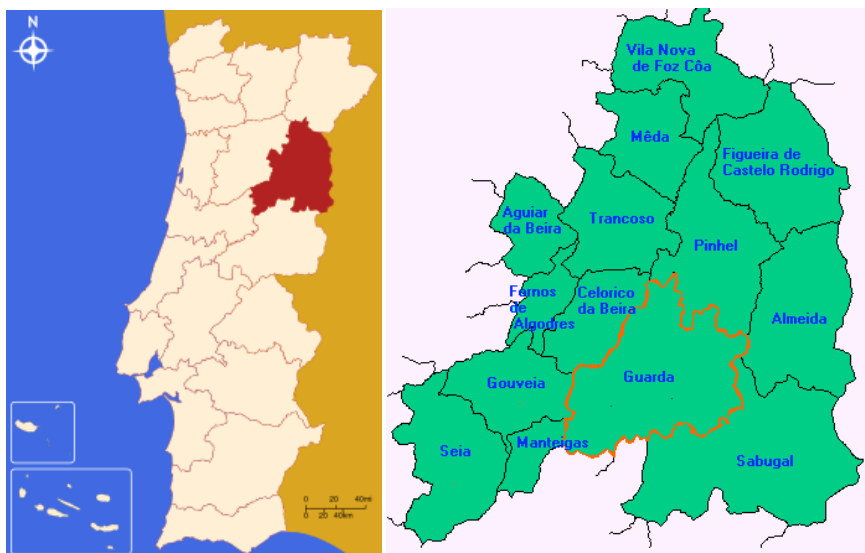 N
0 20 40mi
0 20 40km
Vila Nova
de Foz Côa
Mêda
Figueira de
Castelo Rodrigo
Aguiar
da Beira
Trancoso
Pinhel
Fornos
de
Algodres
Celorico
da Beira
Almeida
Gouveia
Guarda
Seia
Manteigas
Sabugal